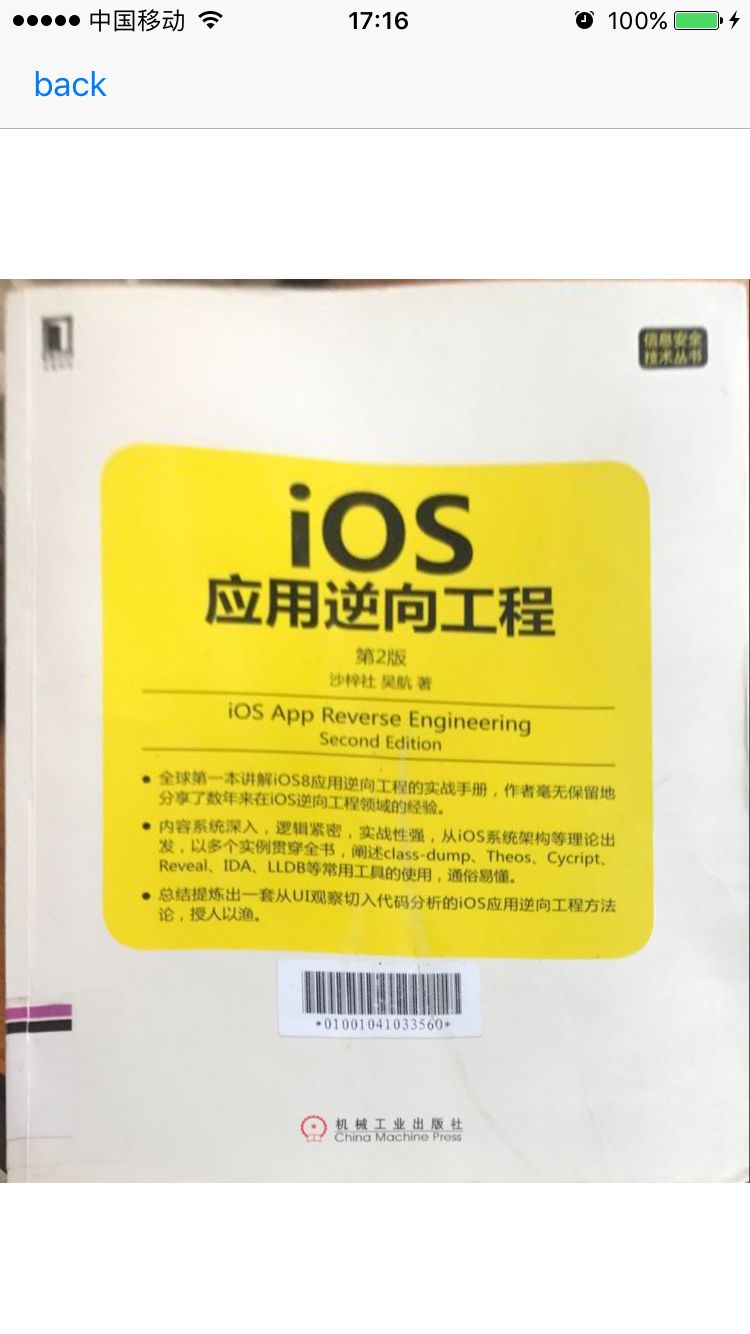 中国移动
17:16
100%
back
信息安全
技术丛书
iOS
应用逆向工程
第2版
沙梓社 吴航 著
iOS App Reverse Engineering
Second Edition
● 全球第一本讲解iOS8应用逆向工程的实战手册，作者毫无保留地
分享了数年来在iOS逆向工程领域的经验。
● 内容系统深入，逻辑紧密，实战性强，从iOS系统架构等理论出
发，以多个实例贯穿全书，阐述class-dump、Theos、Cycript、
Reveal、IDA、LLDB等常用工具的使用，通俗易懂。
● 总结提炼出一套从UI观察切入代码分析的iOS应用逆向工程方法
论，授人以渔。
*01001041033560*
机械工业出版社
China Machine Press